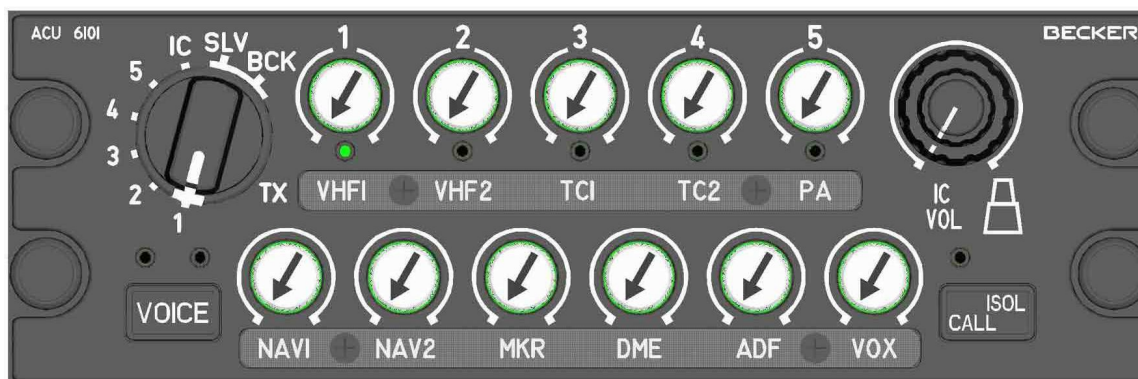 ACU 6101
BECKER
IC SLV BCK
5
4
3
2
1
TX
1 2 3 4 5
VHF1 VHF2 TC1 TC2 PA
IC
VOL
VOICE
NAV1 NAV2 MKR DME ADF VOX
ISOL
CALL